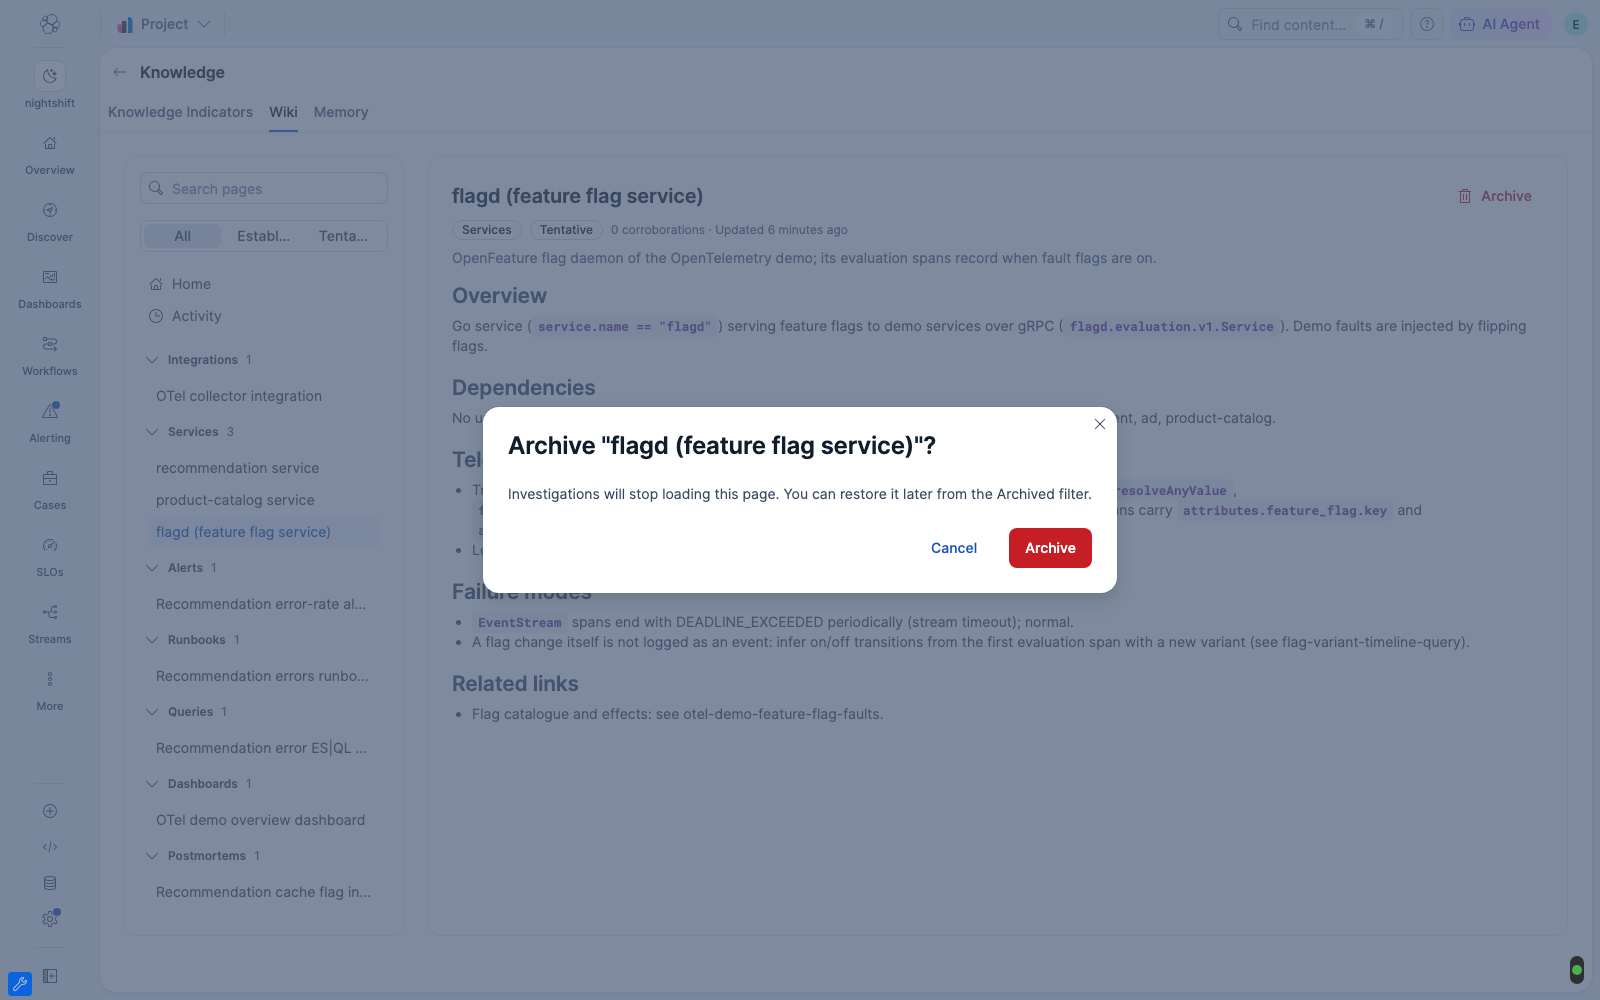 Project
Find content...
⌘ /
AI Agent
E
nightshift
Overview
Discover
Dashboards
Workflows
Alerting
Cases
SLOs
Streams
More
Knowledge
Knowledge Indicators
Wiki
Memory
Search pages
All
Establ...
Tenta...
Home
Activity
Integrations 1
OTel collector integration
Services 3
recommendation service
product-catalog service
flagd (feature flag service)
Alerts 1
Recommendation error-rate al...
Runbooks 1
Recommendation errors runbo...
Queries 1
Recommendation error ES|QL ...
Dashboards 1
OTel demo overview dashboard
Postmortems 1
Recommendation cache flag in...
flagd (feature flag service)
Archive
Services Tentative 0 corroborations · Updated 6 minutes ago
OpenFeature flag daemon of the OpenTelemetry demo; its evaluation spans record when fault flags are on.
Overview
Go service ( service.name == "flagd" ) serving feature flags to demo services over gRPC ( flagd.evaluation.v1.Service ). Demo faults are injected by flipping
flags.
Dependencies
No
ad, product-catalog.
resolveAnyValue ,
carry attributes.feature_flag.key and
Failure modes
EventStream spans end with DEADLINE_EXCEEDED periodically (stream timeout); normal.
A flag change itself is not logged as an event: infer on/off transitions from the first evaluation span with a new variant (see flag-variant-timeline-query).
Related links
Flag catalogue and effects: see otel-demo-feature-flag-faults.
Archive "flagd (feature flag service)"?
Investigations will stop loading this page. You can restore it later from the Archived filter.
Cancel
Archive